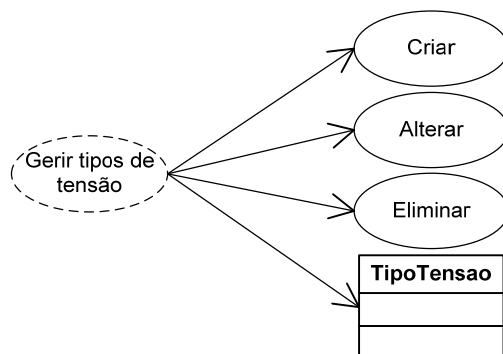 Criar
Alterar
Gerir tipos de
tensão
Eliminar
TipoTensao